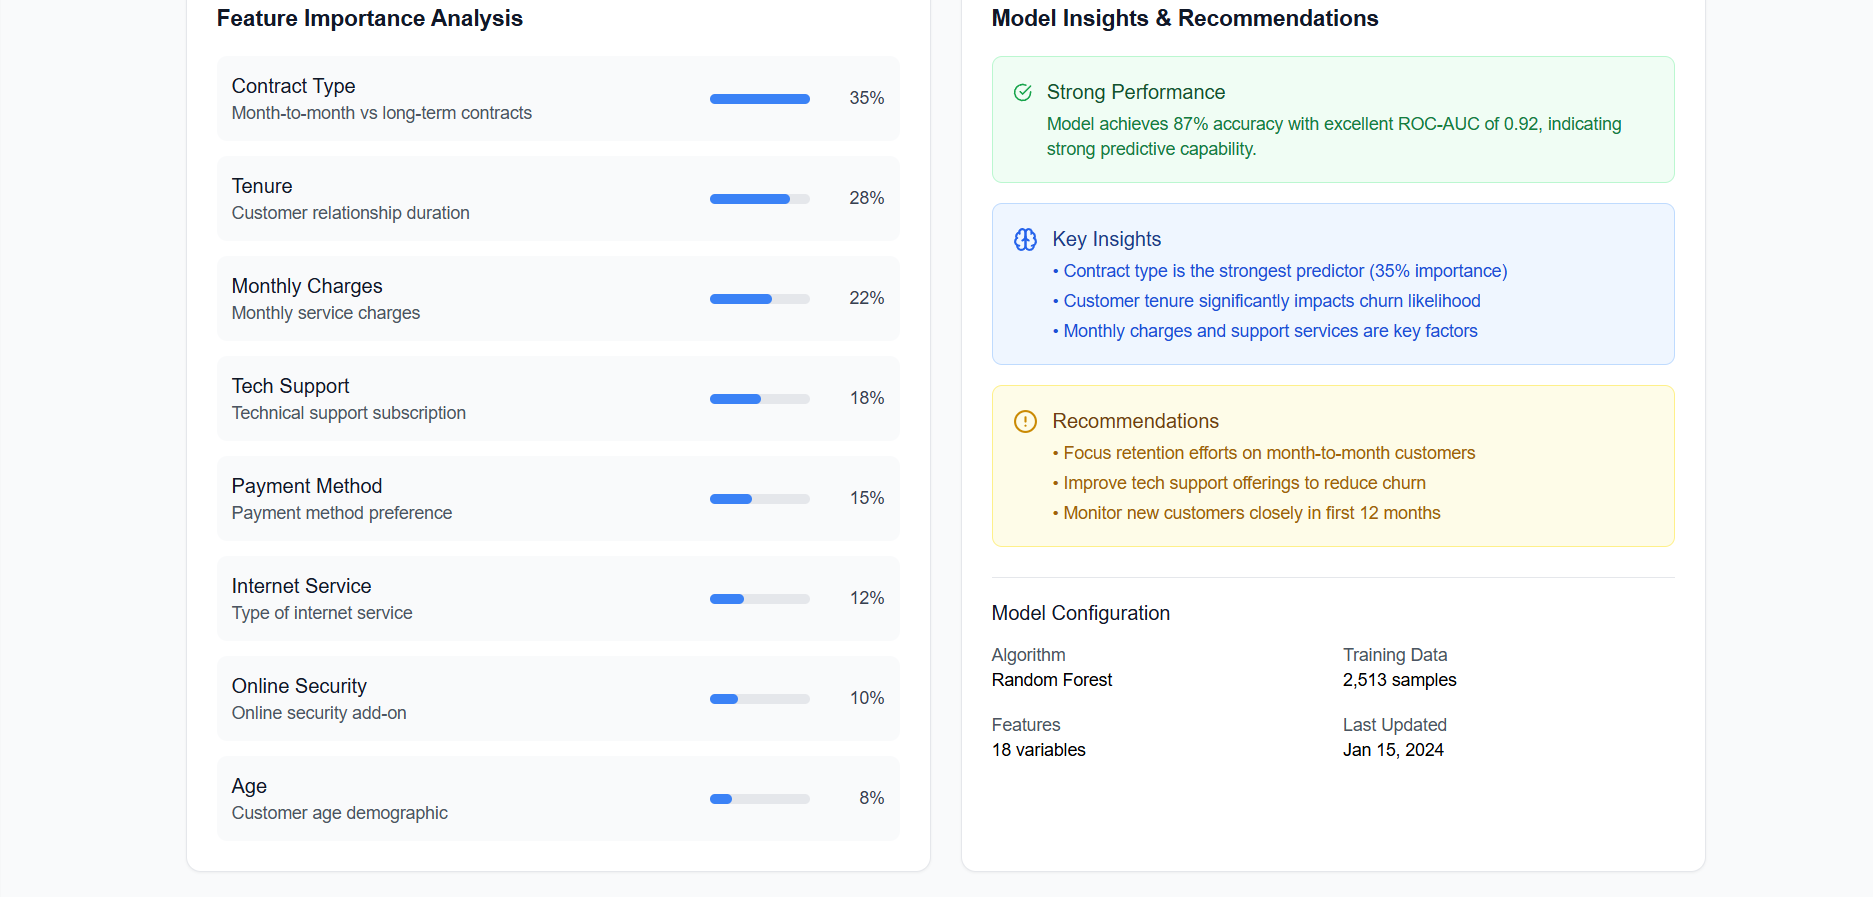 Feature Importance Analysis
Contract Type
Month-to-month vs long-term contracts
35%
Tenure
Customer relationship duration
28%
Monthly Charges
Monthly service charges
22%
Tech Support
Technical support subscription
18%
Payment Method
Payment method preference
15%
Internet Service
Type of internet service
12%
Online Security
Online security add-on
10%
Age
Customer age demographic
8%
Model Insights & Recommendations
Strong Performance
Model achieves 87% accuracy with excellent ROC-AUC of 0.92, indicating
strong predictive capability.
Key Insights
• Contract type is the strongest predictor (35% importance)
• Customer tenure significantly impacts churn likelihood
• Monthly charges and support services are key factors
Recommendations
• Focus retention efforts on month-to-month customers
• Improve tech support offerings to reduce churn
• Monitor new customers closely in first 12 months
Model Configuration
Algorithm
Random Forest
Training Data
2,513 samples
Features
18 variables
Last Updated
Jan 15, 2024